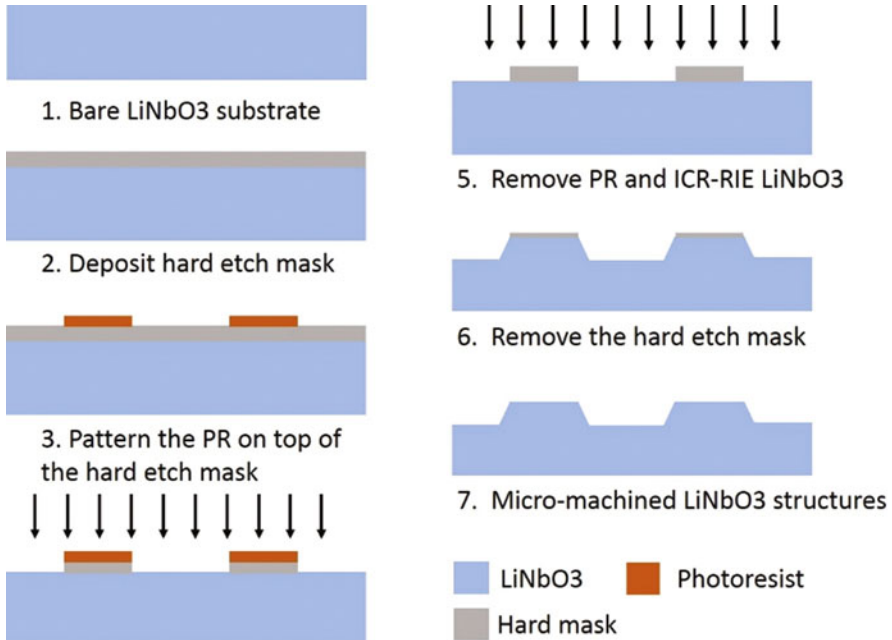 1. Bare LiNbO3 substrate
2. Deposit hard etch mask
3. Pattern the PR on top of
the hard etch mask
5. Remove PR and ICR-RIE LiNbO3
6. Remove the hard etch mask
7. Micro-machined LiNbO3 structures
LiNbO3
Photoresist
Hard mask